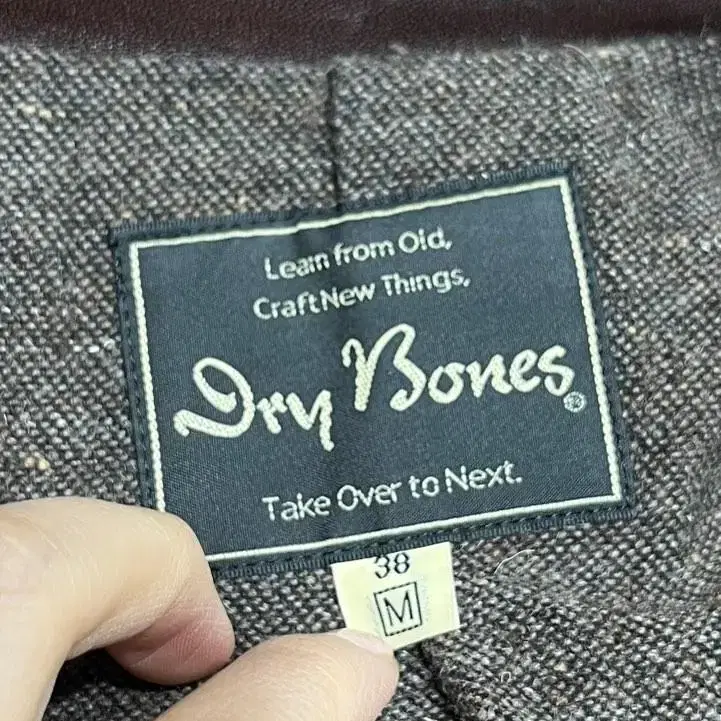 Learn from Old,
Craft New Things,
Dry Bones®
Take Over to Next.
38
M